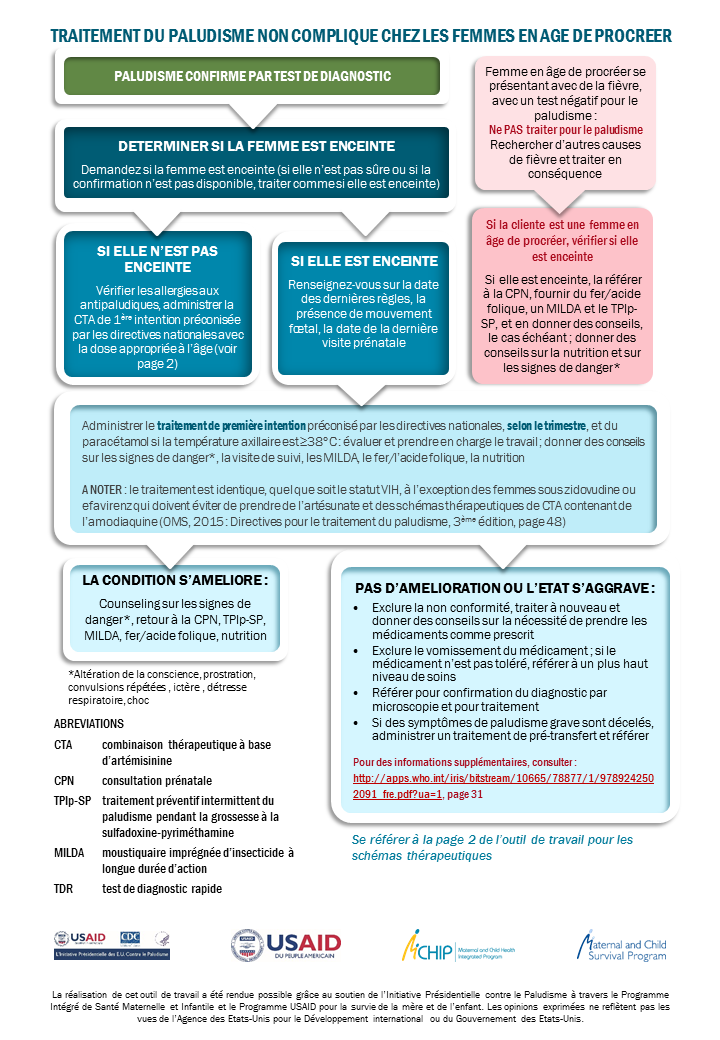 TRAITEMENT DU PALUDISME NON COMPLIQUE CHEZ LES FEMMES EN AGE DE PROCREER
PALUDISME CONFIRME PAR TEST DE DIAGNOSTIC
DETERMINER SI LA FEMME EST ENCEINTE
Demandez si la femme est enceinte (si elle n'est pas sûre ou si la
confirmation n'est pas disponible, traiter comme si elle est enceinte)
Femme en âge de procréer se
présentant avec de la fièvre,
avec un test négatif pour le
paludisme :
Ne PAS traiter pour le paludisme
Rechercher d'autres causes
de fièvre et traiter en
conséquence
SI ELLE N'EST PAS
ENCEINTE
Vérifier les allergies aux
antipaludiques, administrer la
CTA de 1ère intention préconisée
par les directives nationales avec
la dose appropriée à l'âge (voir
page 2)
SI ELLE EST ENCEINTE
Renseignez-vous sur la date
des dernières règles, la
présence de mouvement
fœtal, la date de la dernière
visite prénatale
Si la cliente est une femme en
âge de procréer, vérifier si elle
est enceinte
Si elle est enceinte, la référer
à la CPN, fournir du fer/acide
folique, un MILDA et le TPIp-
SP, et en donner des conseils,
le cas échéant ; donner des
conseils sur la nutrition et sur
les signes de danger*
Administrer le traitement de première intention préconisé par les directives nationales, selon le trimestre, et du
paracétamol si la température axillaire est ≥38°C : évaluer et prendre en charge le travail ; donner des conseils
sur les signes de danger*, la visite de suivi, les MILDA, le fer/l'acide folique, la nutrition
A NOTER : le traitement est identique, quel que soit le statut VIH, à l'exception des femmes sous zidovudine ou
efavirenz qui doivent éviter de prendre de l'artésunate et des schémas thérapeutiques de CTA contenant de
l'amodiaquine (OMS, 2015 : Directives pour le traitement du paludisme, 3ème édition, page 48)
LA CONDITION S'AMELIORE :
Counseling sur les signes de
danger*, retour à la CPN, TPIp-SP,
MILDA, fer/acide folique, nutrition
PAS D'AMELIORATION OU L'ETAT S'AGGRAVE :
• Exclure la non conformité, traiter à nouveau et
donner des conseils sur la nécessité de prendre les
médicaments comme prescrit
• Exclure le vomissement du médicament ; si le
médicament n'est pas toléré, référer à un plus haut
niveau de soins
• Référer pour confirmation du diagnostic par
microscopie et pour traitement
• Si des symptômes de paludisme grave sont décelés,
administrer un traitement de pré-transfert et référer
Pour des informations supplémentaires, consulter :
http://apps.who.int/iris/bitstream/10665/78877/1/978924250
2091_fre.pdf?ua=1, page 31
*Altération de la conscience, prostration,
convulsions répétées , ictère , détresse
respiratoire, choc
ABREVIATIONS
CTA combinaison thérapeutique à base
d'artémisinine
CPN consultation prénatale
TPIp-SP traitement préventif intermittent du
paludisme pendant la grossesse à la
sulfadoxine-pyriméthamine
MILDA moustiquaire imprégnée d'insecticide à
longue durée d'action
TDR test de diagnostic rapide
Se référer à la page 2 de l'outil de travail pour les
schémas thérapeutiques
USAID CDC
L'Initiative Présidentielle des E.U. Contre le Paludisme
USAID
DU PEUPLE AMERICAIN
MCHIP Maternal and Child Health
Integrated Program
Maternal and Child
Survival Program
La réalisation de cet outil de travail a été rendue possible grâce au soutien de l'Initiative Présidentielle contre le Paludisme à travers le Programme
Intégré de Santé Maternelle et Infantile et le Programme USAID pour la survie de la mère et de l'enfant. Les opinions exprimées ne reflètent pas les
vues de l'Agence des Etats-Unis pour le Développement international ou du Gouvernement des Etats-Unis.